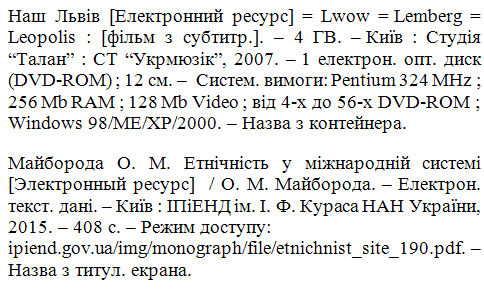 Наш Львів [Електронний ресурс] = Lwow = Lemberg =
Leopolis : [фільм з субтитр.]. – 4 ГВ. – Київ : Студія
“Талан” : СТ “Укрмюзік”, 2007. – 1 електрон. опт. диск
(DVD-ROM) ; 12 см. – Систем. вимоги: Pentium 324 MHz ;
256 Mb RAM ; 128 Mb Video ; від 4-х до 56-х DVD-ROM ;
Windows 98/ME/XP/2000. – Назва з контейнера.

Майборода О. М. Етнічність у міжнародній системі
[Электронный ресурс] / О. М. Майборода. – Електрон.
текст. дані. – Київ : ІПіЕНД ім. І. Ф. Кураса НАН України,
2015. – 408 с. – Режим доступу:
ipiend.gov.ua/img/monograph/file/etnichnist_site_190.pdf. –
Назва з титул. екрана.